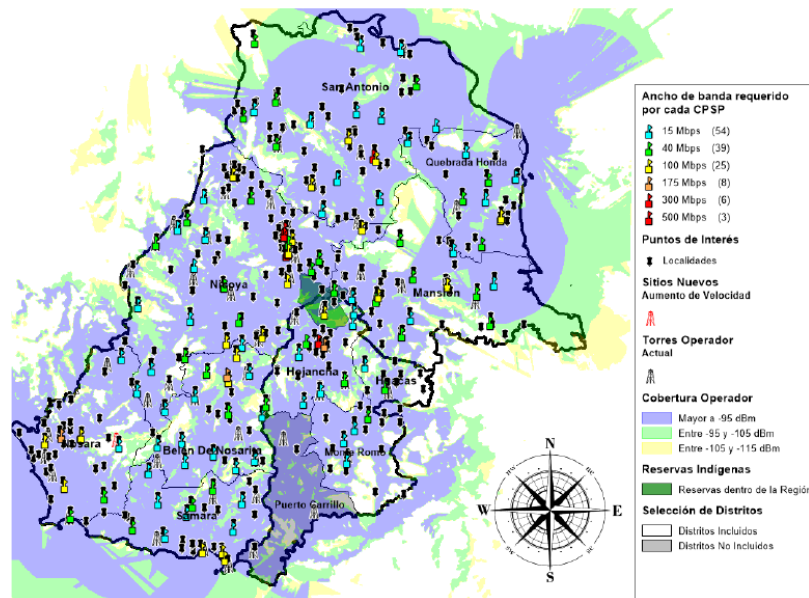 San Antonio
Quebrada Honda
Nicoya
Mansión
Hojancha
Huacas
Nosara
Belén De Nosarita
Monte Romo
Puerto Carrillo
Sámara
N
W
E
S
Ancho de banda requerido
por cada CPSP
15 Mbps (54)
40 Mbps (39)
100 Mbps (25)
175 Mbps (8)
300 Mbps (6)
500 Mbps (3)
Puntos de Interés
Localidades
Sitios Nuevos
Aumento de Velocidad
Torres Operador
Actual
Cobertura Operador
Mayor a -95 dBm
Entre -95 y -105 dBm
Entre -105 y -115 dBm
Reservas Indígenas
Reservas dentro de la Región
Selección de Distritos
Distritos Incluidos
Distritos No Incluidos